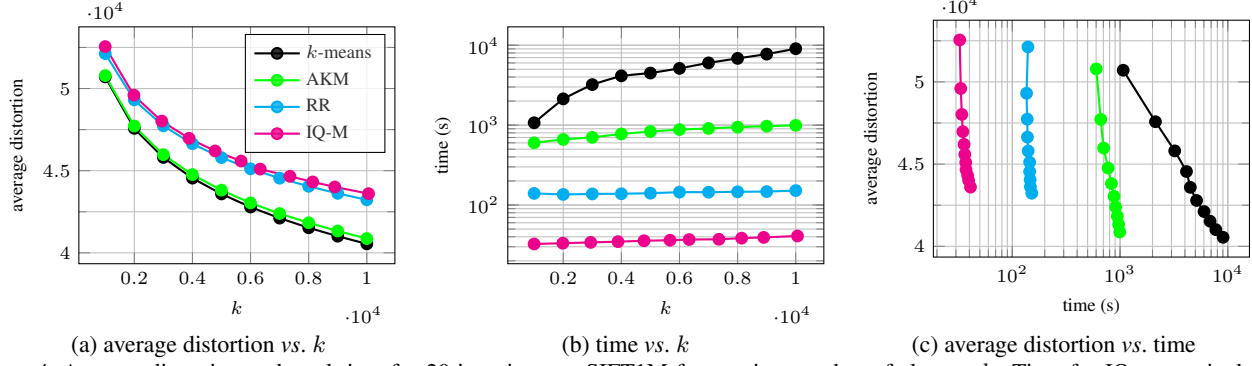 ·10⁴
average distortion
5
4.5
4
0.2 0.4 0.6 0.8 1
k
·10⁴
k-means
AKM
RR
IQ-M
(a) average distortion vs. k
time (s)
10⁴
10³
10²
0.2 0.4 0.6 0.8 1
k
·10⁴
(b) time vs. k
·10⁴
average distortion
5
4.5
4
10² 10³ 10⁴
time (s)
(c) average distortion vs. time